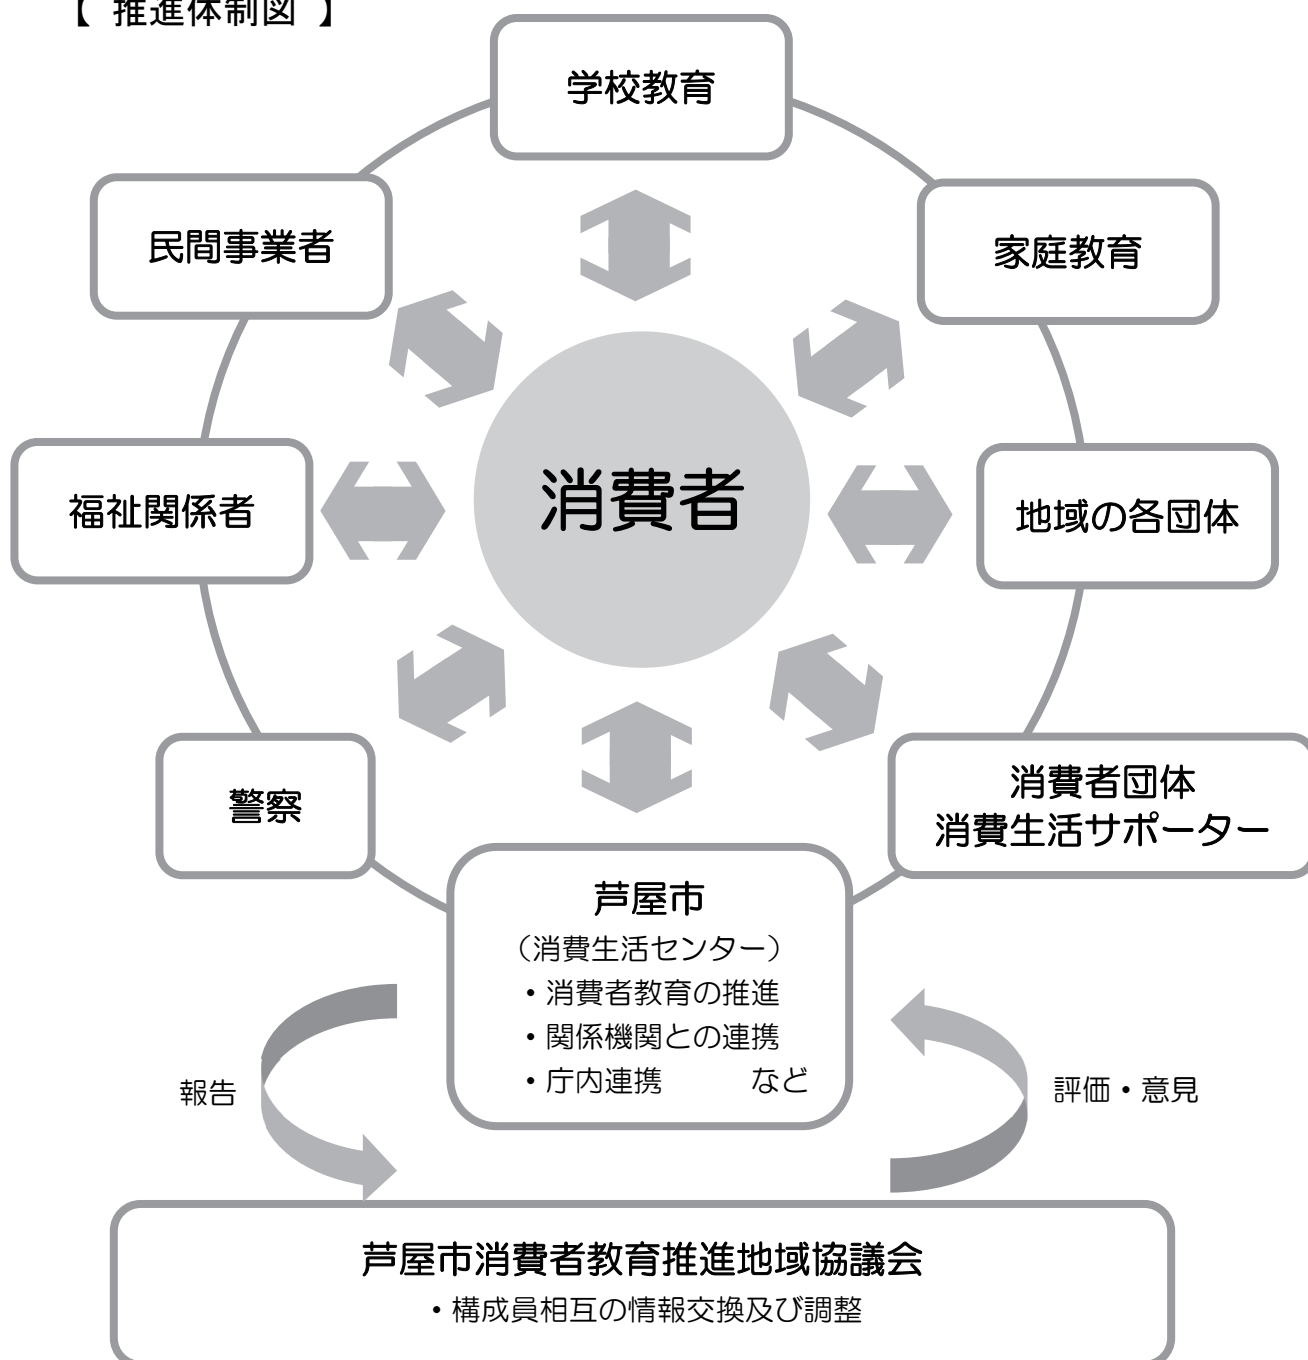 【 推進体制図 】
学校教育
民間事業者
家庭教育
福祉関係者
消費者
地域の各団体
警察
消費者団体
消費生活サポーター
芦屋市
（消費生活センター）
・消費者教育の推進
・関係機関との連携
・庁内連携　　　など
報告
評価・意見
芦屋市消費者教育推進地域協議会
・構成員相互の情報交換及び調整